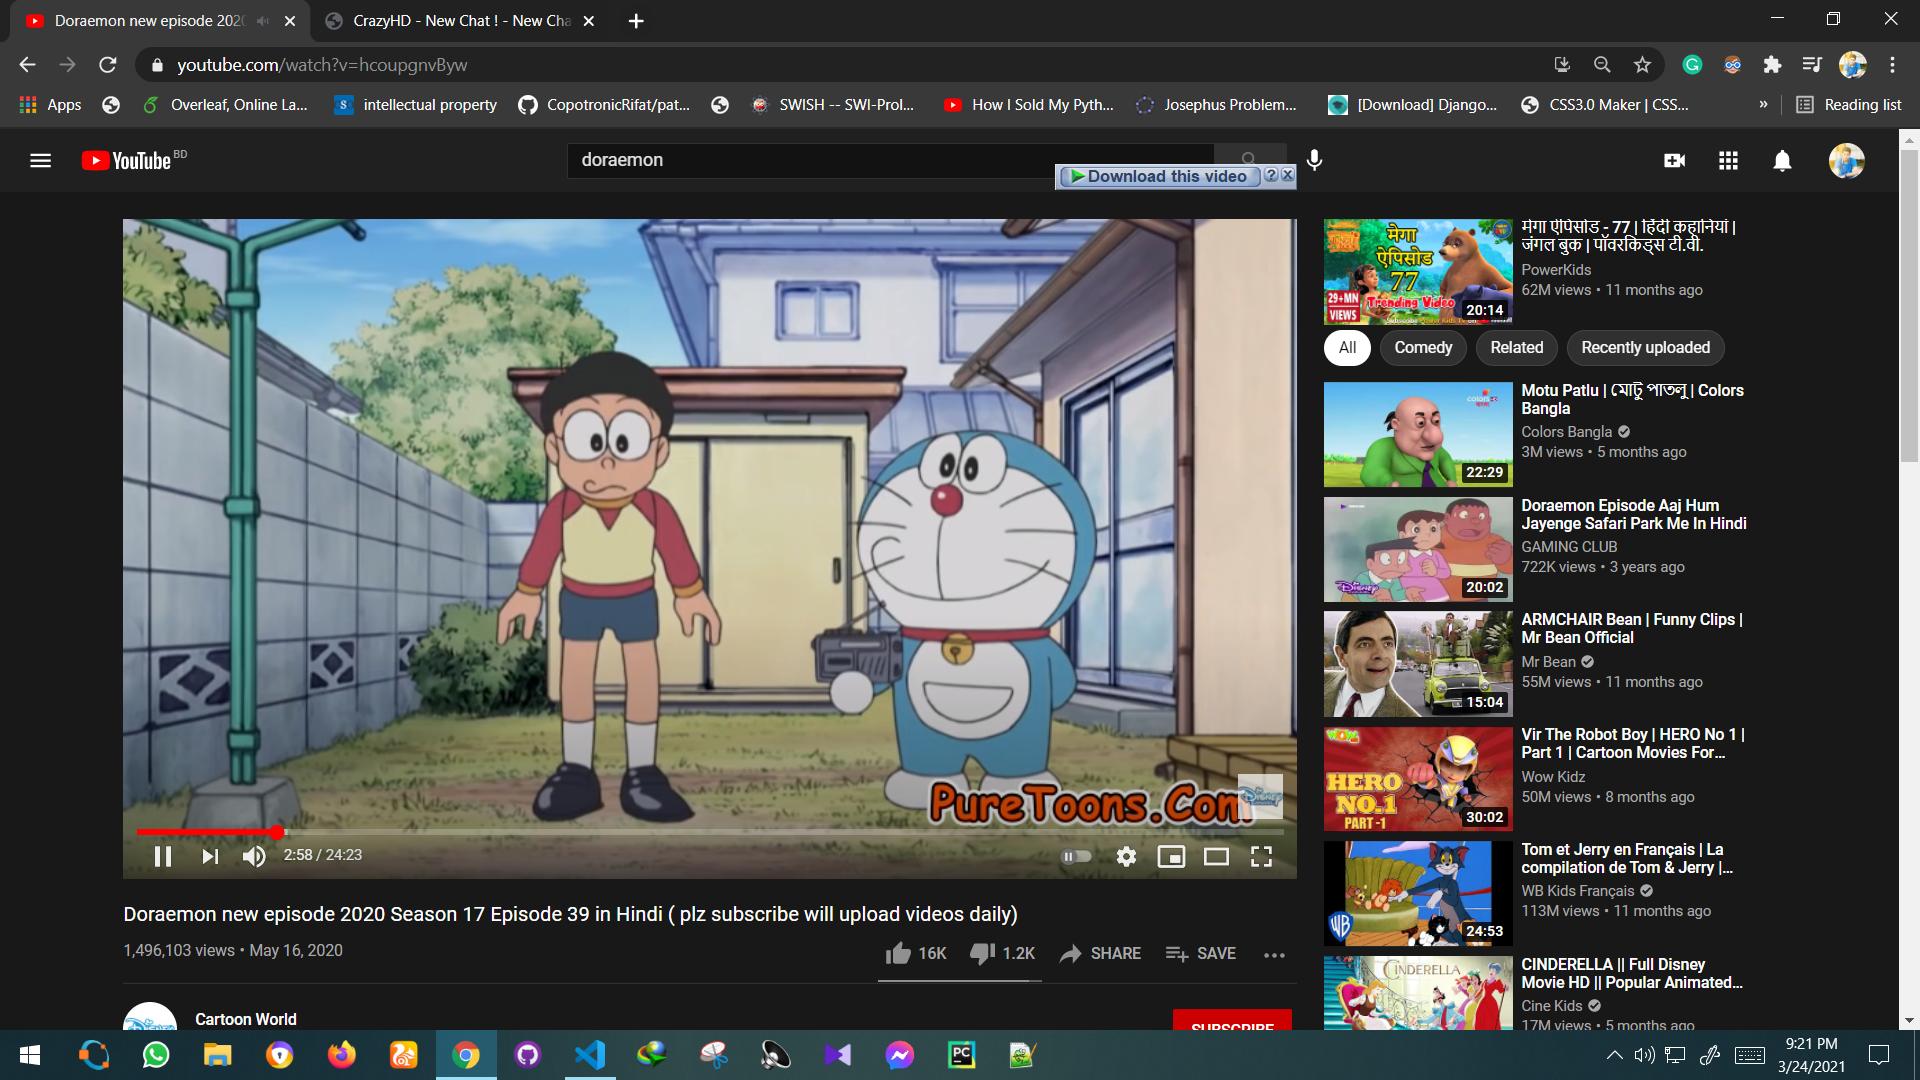 Doraemon new episode 202
CrazyHD - New Chat ! - New Cha
youtube.com/watch?v=hcoupgnvByw
Apps
Overleaf, Online La...
intellectual property
CopotronicRifat/pat...
SWISH -- SWI-Prol...
How I Sold My Pyth...
Josephus Problem...
[Download] Django...
CSS3.0 Maker | CSS...
»
Reading list
YouTube BD
doraemon
Download this video ? X
PureToons.Com
2:58 / 24:23
Doraemon new episode 2020 Season 17 Episode 39 in Hindi ( plz subscribe will upload videos daily)
1,496,103 views • May 16, 2020
16K
1.2K
SHARE
SAVE
Cartoon World
SUBSCRIBE
मेगा
ऐपिसोड
77
29+MN
VIEWS
Trending Video
20:14
मेगा ऐपिसोड - 77 | हिंदी कहानियां |
जंगल बुक | पॉवरकिड्स टी.वी.
PowerKids
62M views • 11 months ago
All
Comedy
Related
Recently uploaded
22:29
Motu Patlu | মোটু পাতলু | Colors
Bangla
Colors Bangla
3M views • 5 months ago
20:02
Doraemon Episode Aaj Hum
Jayenge Safari Park Me In Hindi
GAMING CLUB
722K views • 3 years ago
15:04
ARMCHAIR Bean | Funny Clips |
Mr Bean Official
Mr Bean
55M views • 11 months ago
WOW
HERO
NO.1
PART -1
30:02
Vir The Robot Boy | HERO No 1 |
Part 1 | Cartoon Movies For...
Wow Kidz
50M views • 8 months ago
WB
24:53
Tom et Jerry en Français | La
compilation de Tom & Jerry |...
WB Kids Français
113M views • 11 months ago
CINDERELLA
CINDERELLA || Full Disney
Movie HD || Popular Animated...
Cine Kids
17M views • 5 months ago
PC
9:21 PM
3/24/2021